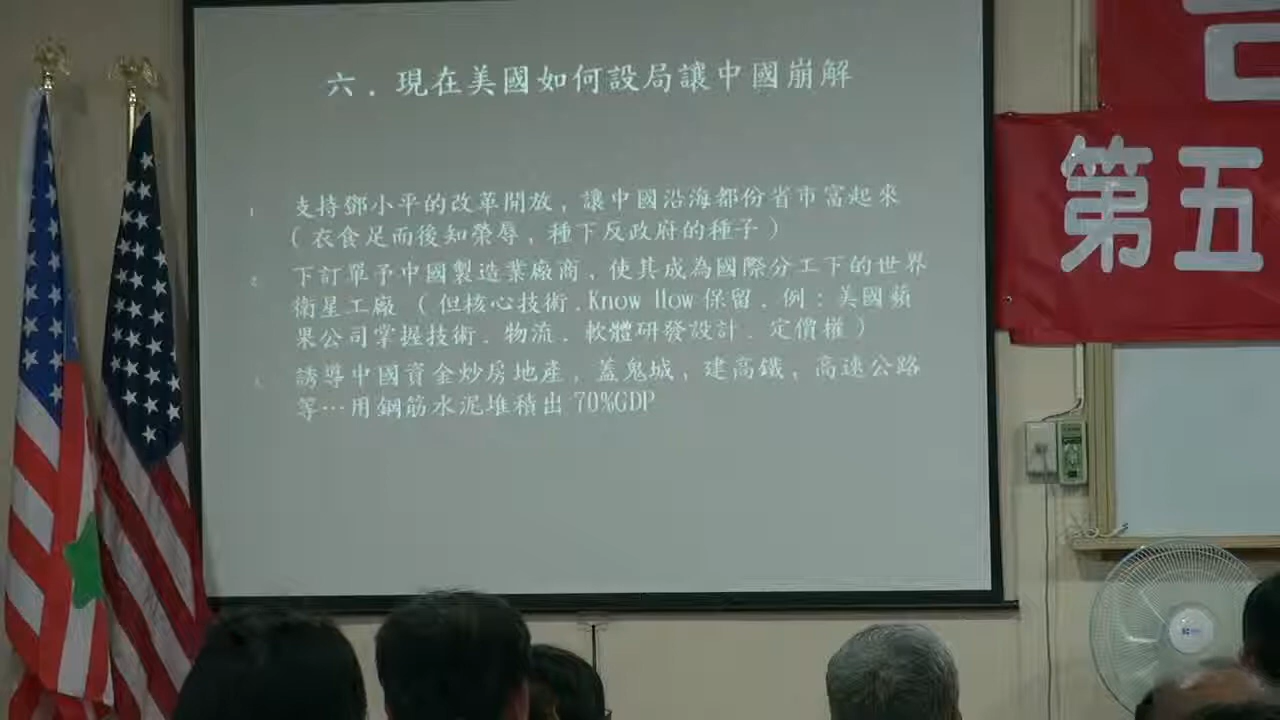 六．現在美國如何設局讓中國崩解
1. 支持鄧小平的改革開放，讓中國沿海都份省市富起來
（衣食足而後知榮辱，種下反政府的種子）
2. 下訂單予中國製造業廠商，使其成為國際分工下的世界
衛星工廠（但核心技術．Know How保留．例：美國蘋
果公司掌握技術．物流．軟體研發設計．定價權）
誘導中國資金炒房地產，蓋鬼城，建高鐵，高速公路
等…用鋼筋水泥堆積出70%GDP
第五